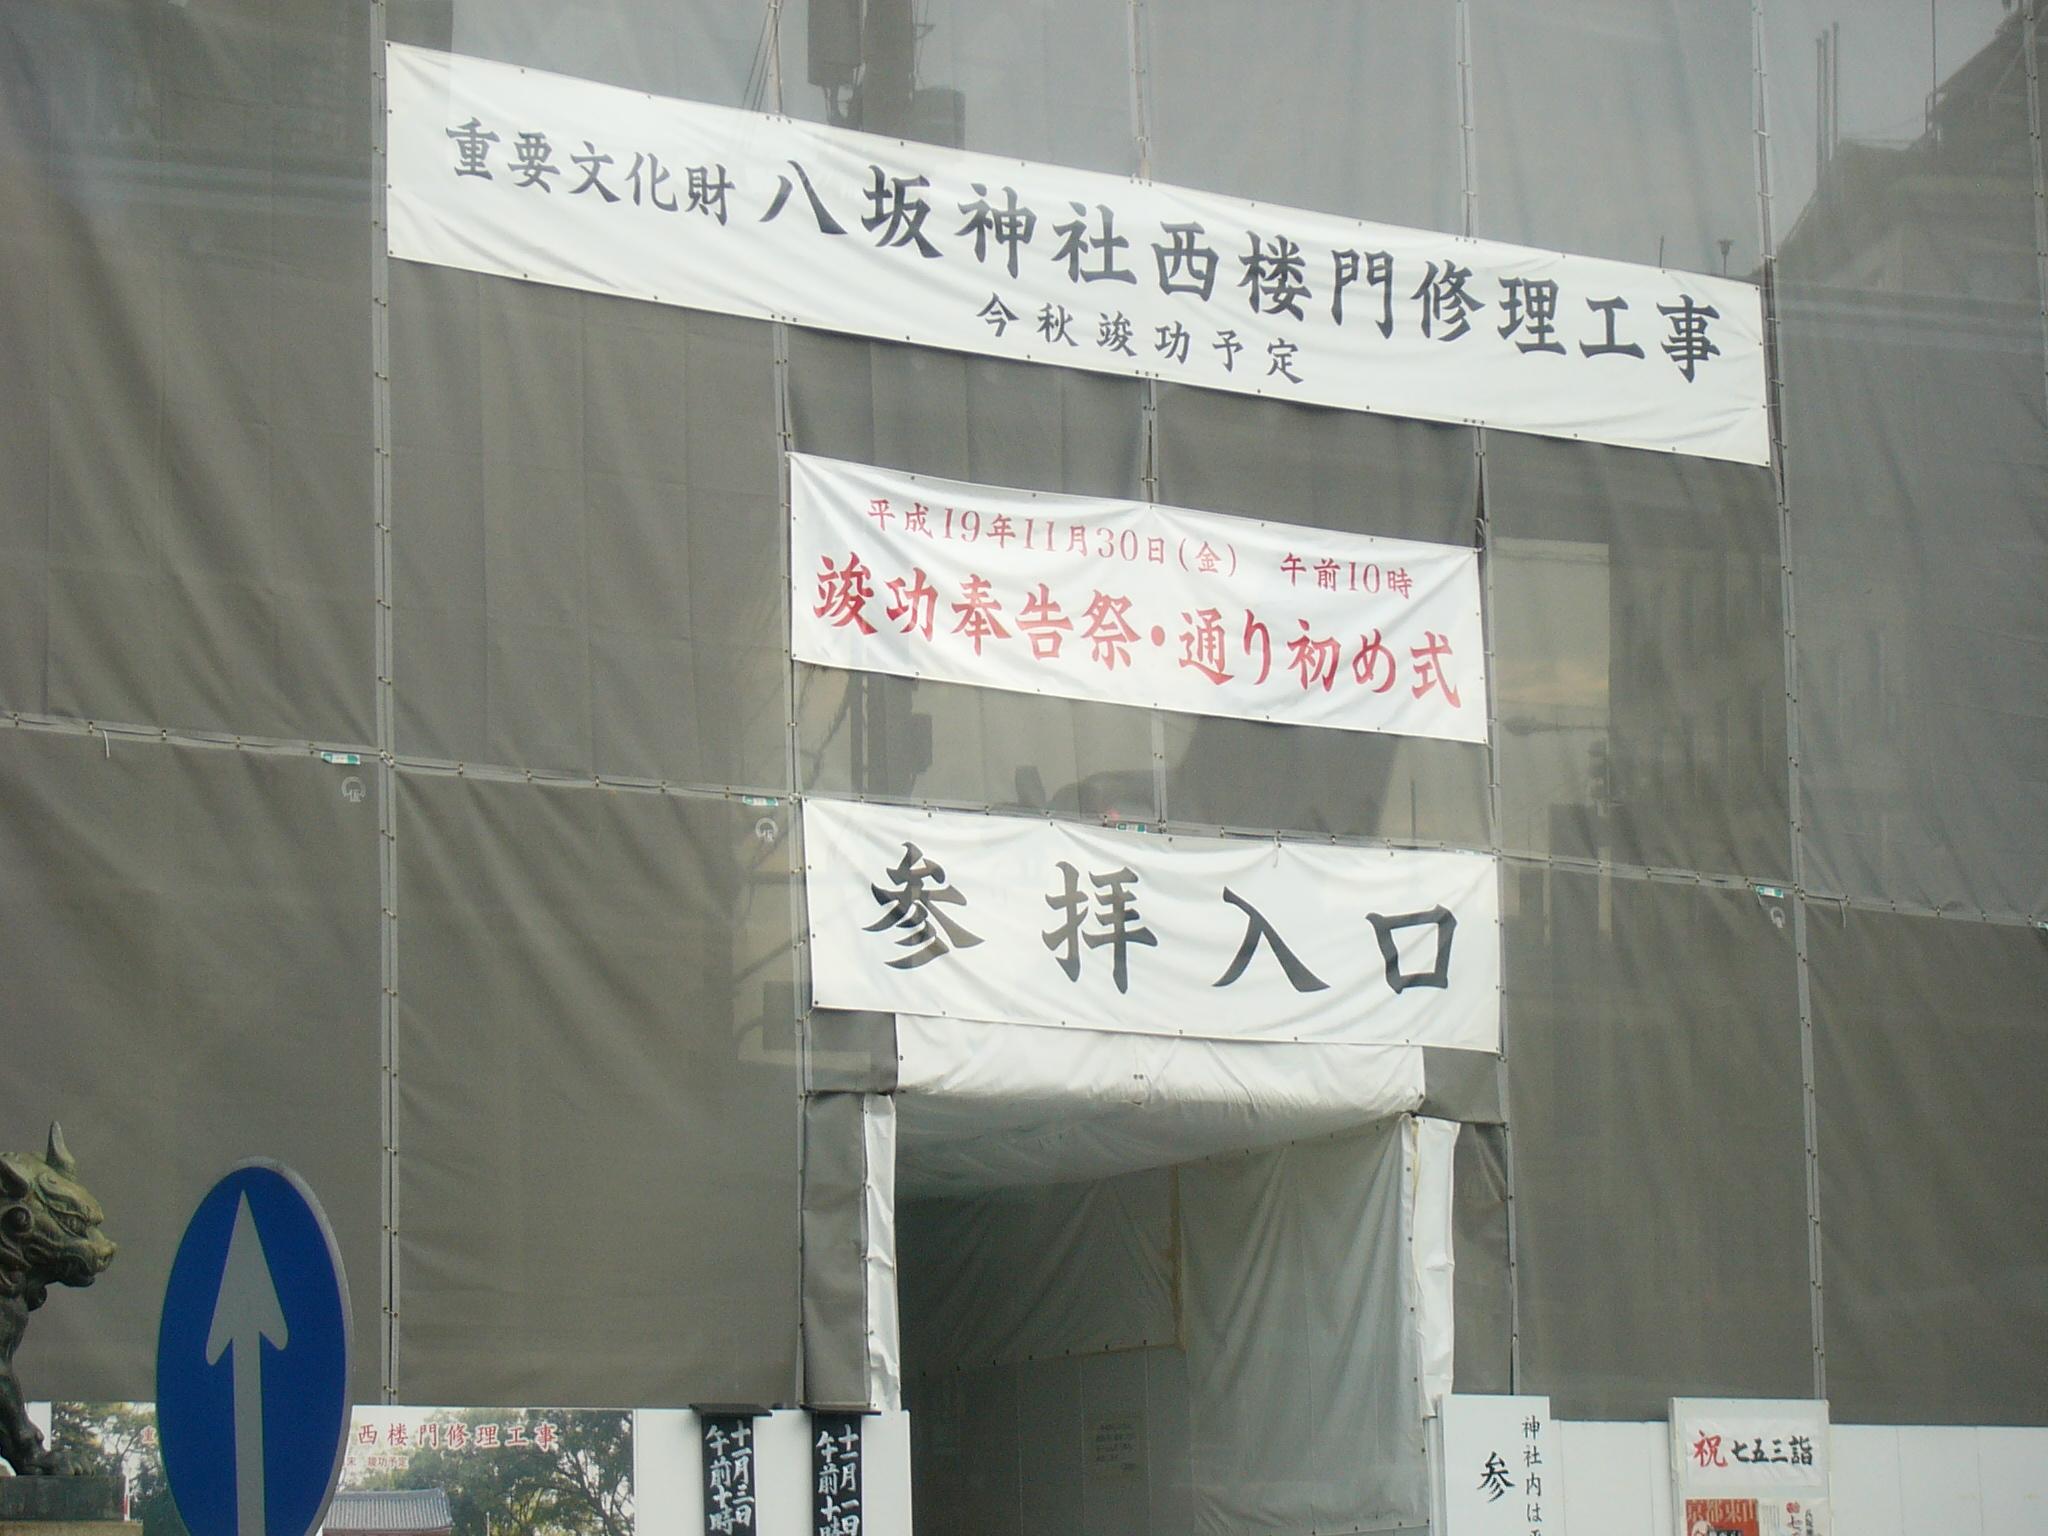 重要文化財 八坂神社西楼門修理工事
今秋竣功予定
平成19年11月30日(金) 午前10時
竣功奉告祭・通り初め式
参拝入口
西楼門修理工事
竣功予定
十一月三日
午前十時
十一月一日
午前十時
神社内は
参
祝 七五三詣